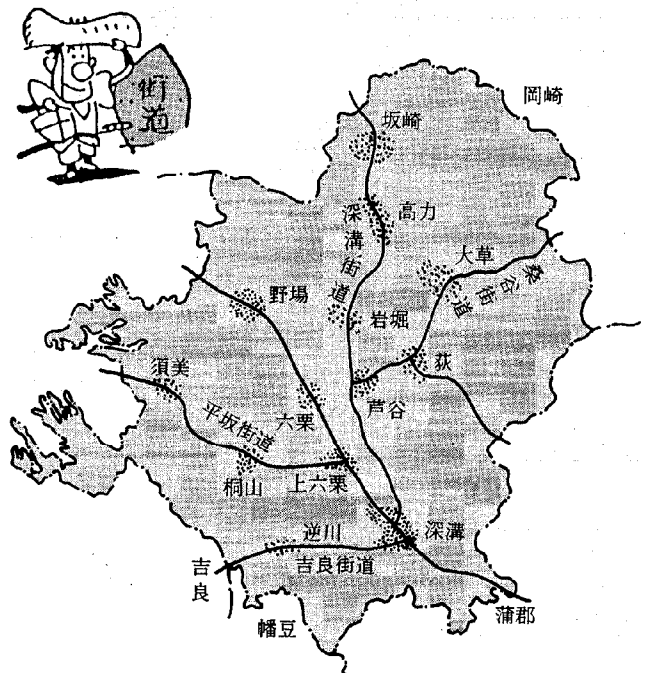 街道
岡崎
坂崎
高力
深溝街道
大草
桑谷街道
野場
岩堀
須美
荻
六栗
芦谷
平坂街道
桐山
上六栗
逆川
深溝
吉良街道
吉良
蒲郡
幡豆